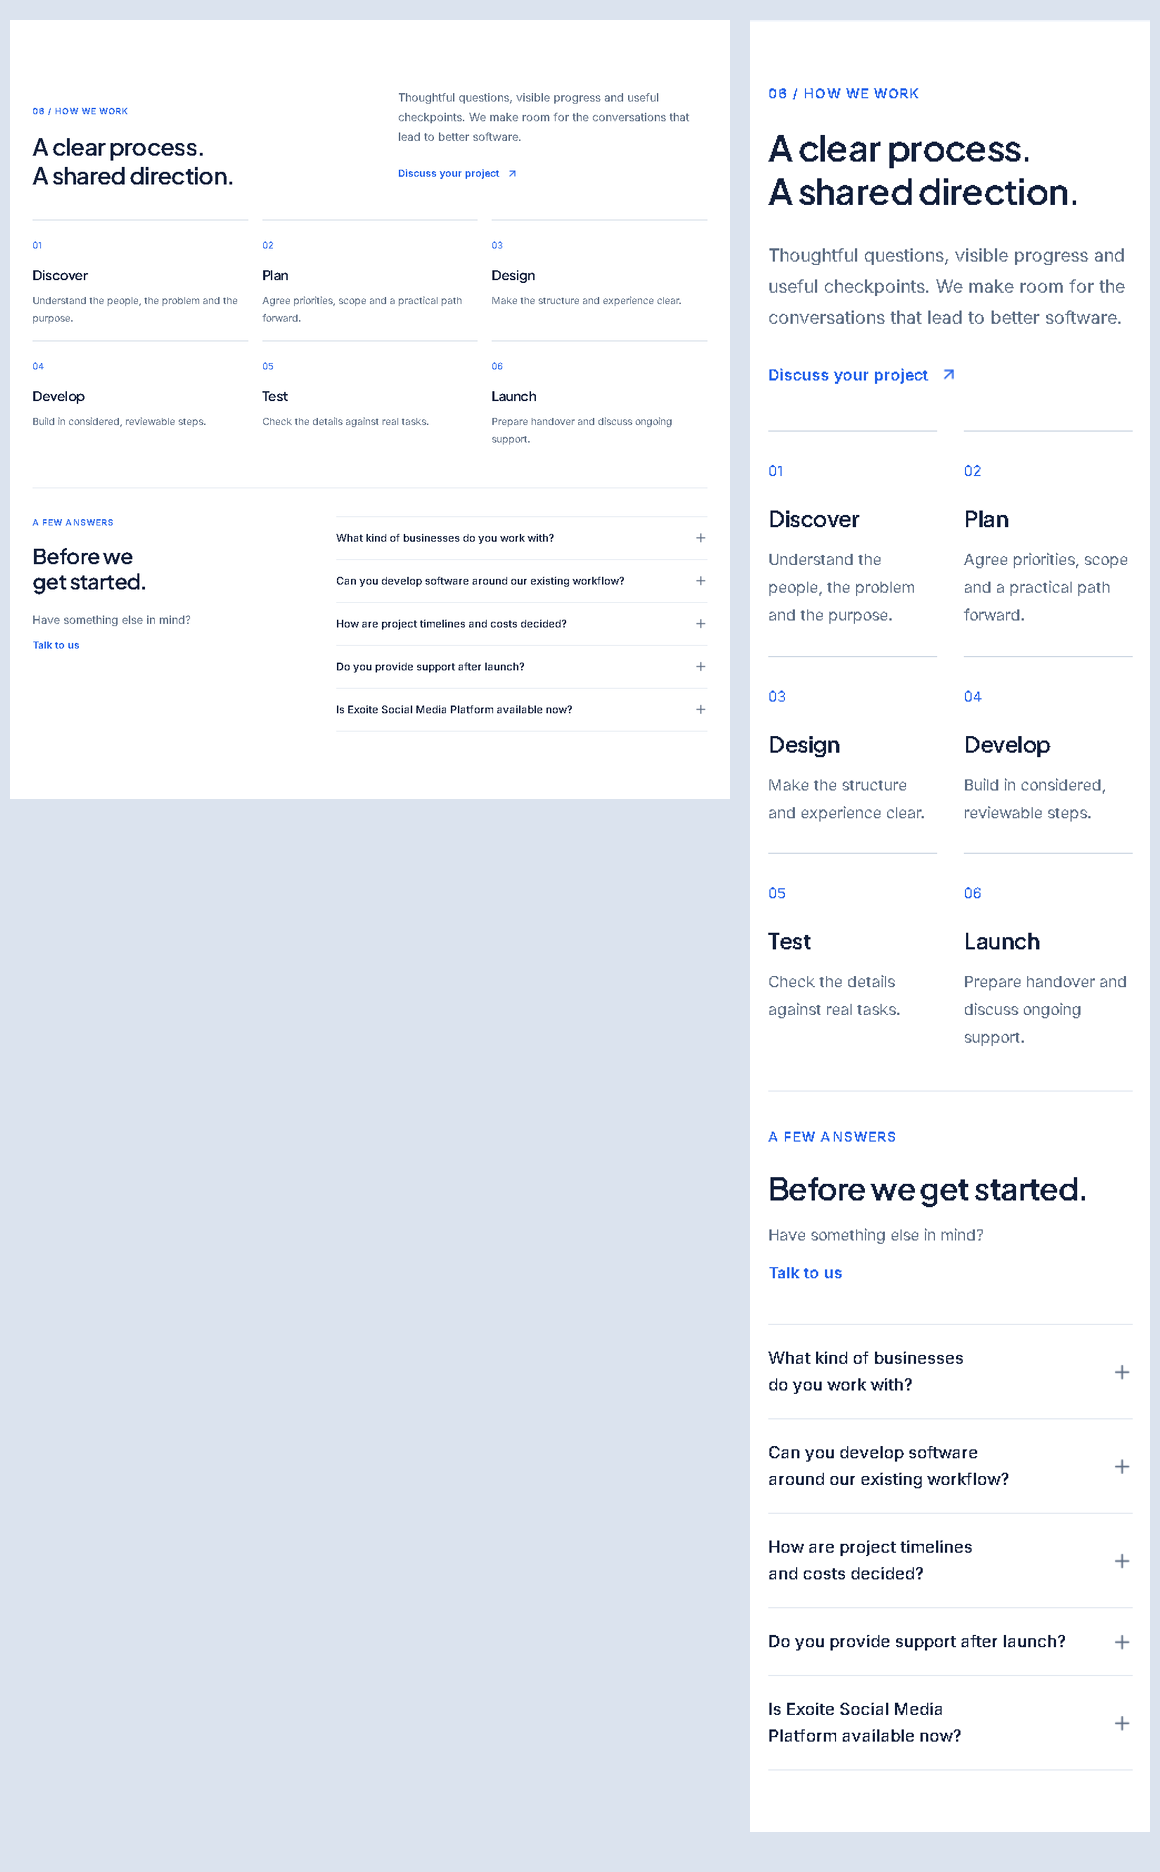 06 / HOW WE WORK
A clear process.
A shared direction.
Thoughtful questions, visible progress and useful
checkpoints. We make room for the conversations that
lead to better software.
Discuss your project
01
Discover
Understand the people, the problem and the
purpose.
02
Plan
Agree priorities, scope and a practical path
forward.
03
Design
Make the structure and experience clear.
04
Develop
Build in considered, reviewable steps.
05
Test
Check the details against real tasks.
06
Launch
Prepare handover and discuss ongoing
support.
A FEW ANSWERS
Before we
get started.
Have something else in mind?
Talk to us
What kind of businesses do you work with?
Can you develop software around our existing workflow?
How are project timelines and costs decided?
Do you provide support after launch?
Is Exoite Social Media Platform available now?
06 / HOW WE WORK
A clear process.
A shared direction.
Thoughtful questions, visible progress and
useful checkpoints. We make room for the
conversations that lead to better software.
Discuss your project
01
Discover
Understand the
people, the problem
and the purpose.
02
Plan
Agree priorities, scope
and a practical path
forward.
03
Design
Make the structure
and experience clear.
04
Develop
Build in considered,
reviewable steps.
05
Test
Check the details
against real tasks.
06
Launch
Prepare handover and
discuss ongoing
support.
A FEW ANSWERS
Before we get started.
Have something else in mind?
Talk to us
What kind of businesses
do you work with?
Can you develop software
around our existing workflow?
How are project timelines
and costs decided?
Do you provide support after launch?
Is Exoite Social Media
Platform available now?